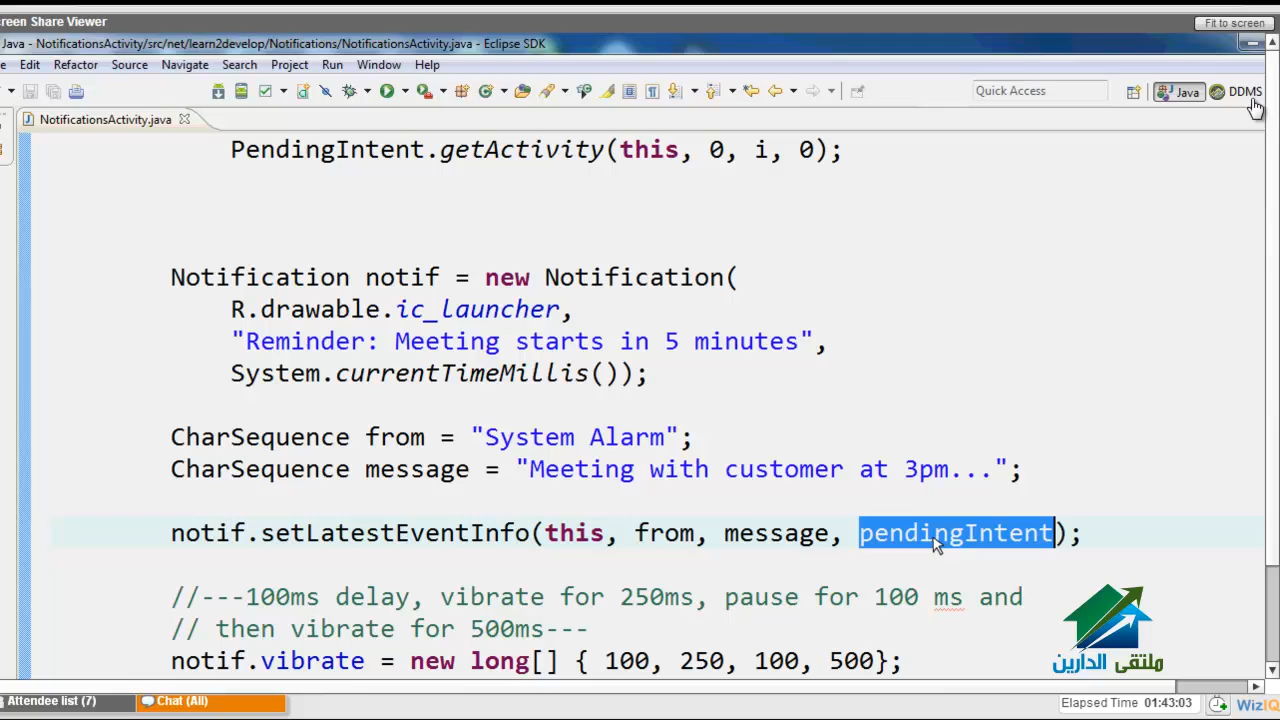 creen Share Viewer
Fit to screen
Java - NotificationsActivity/src/net/learn2develop/Notifications/NotificationsActivity.java - Eclipse SDK
e Edit Refactor Source Navigate Search Project Run Window Help
Quick Access
Java
DDMS
NotificationsActivity.java
PendingIntent.getActivity(this, 0, i, 0);
Notification notif = new Notification(
R.drawable.ic_launcher,
"Reminder: Meeting starts in 5 minutes",
System.currentTimeMillis());
CharSequence from = "System Alarm";
CharSequence message = "Meeting with customer at 3pm...";
notif.setLatestEventInfo(this, from, message, pendingIntent);
//---100ms delay, vibrate for 250ms, pause for 100 ms and
// then vibrate for 500ms---
notif.vibrate = new long[] { 100, 250, 100, 500};
ملتقى الدارين
Attendee list (7)
Chat (All)
Elapsed Time : 01:43:03
WizIQ